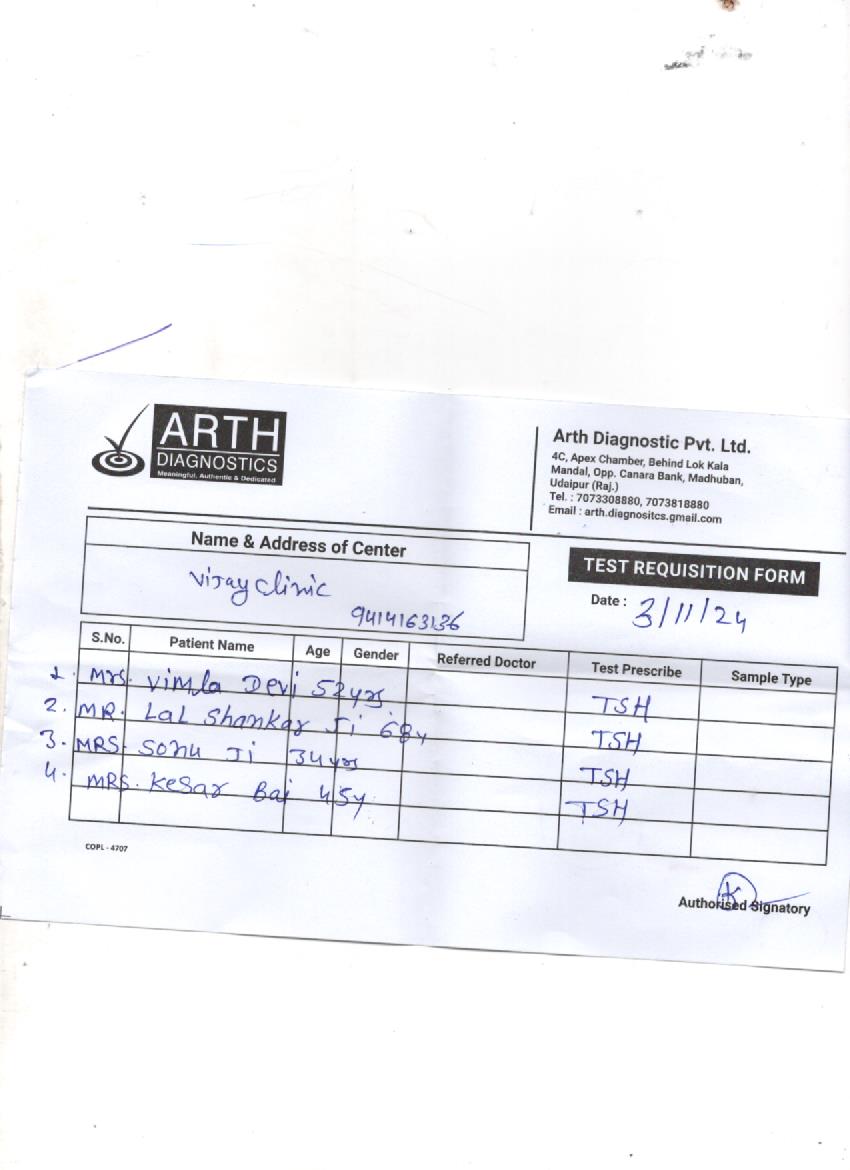 ARTH
DIAGNOSTICS
Meaningful, Authentic & Dedicated
Arth Diagnostic Pvt. Ltd.
4C, Apex Chamber, Behind Lok Kala
Mandal, Opp. Canara Bank, Madhuban,
Udaipur (Raj.)
Tel. : 7073308880, 7073818880
Email : arth.diagnositcs.gmail.com
Name & Address of Center
Vijay Clinic
9414163136
TEST REQUISITION FORM
Date : 3/11/24
S.No. Patient Name Age Gender Referred Doctor Test Prescribe Sample Type
1. Mrs. Vimla Devi 52yrs. TSH
2. MR. Lal Shankar Ji 68y TSH
3. MRS. Sonu Ji 34yrs TSH
4. MRS. Kesar Bai 45y. TSH
COPL - 4707
Authorised Signatory